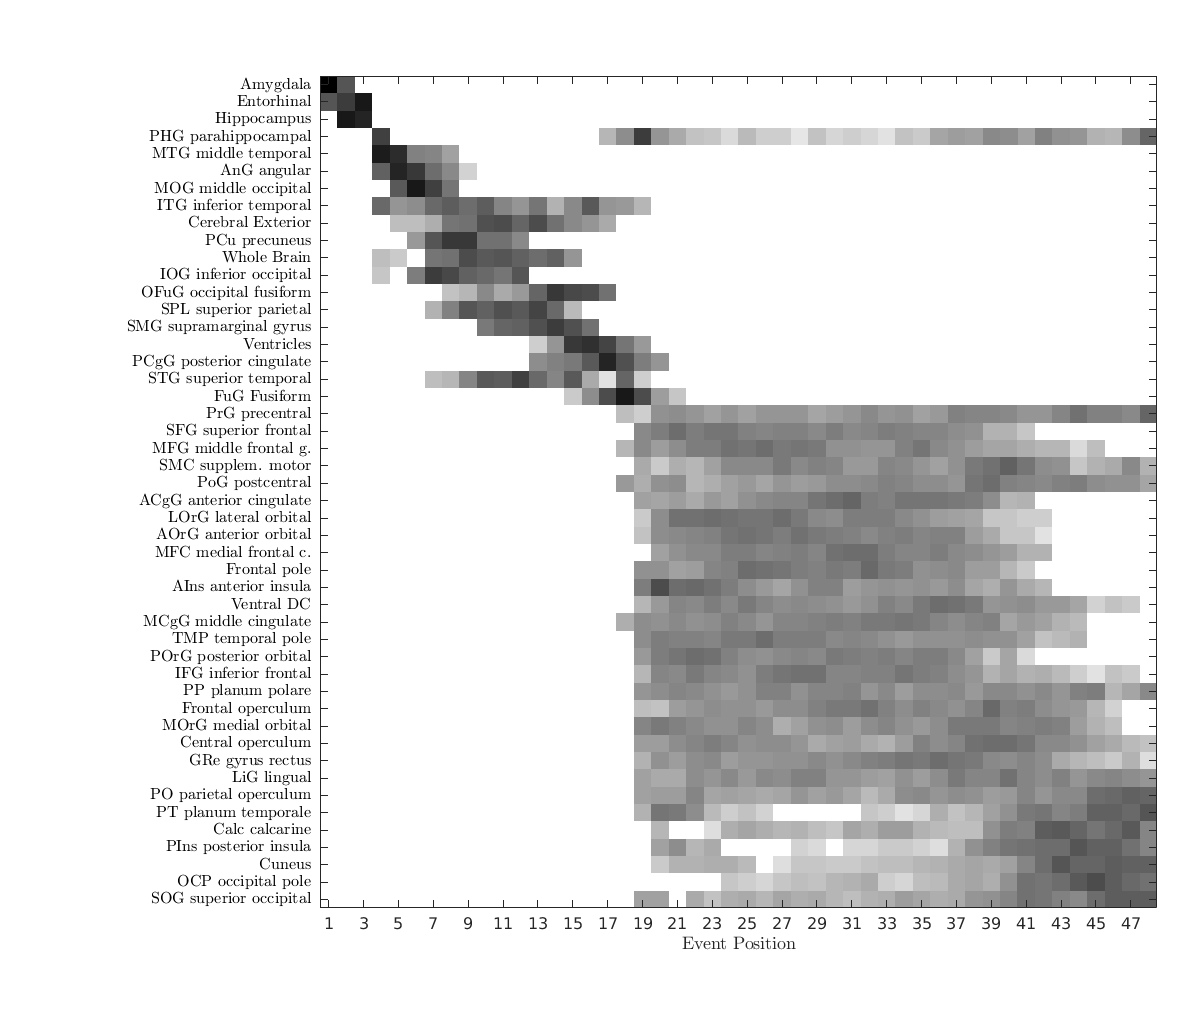 Amygdala
Entorhinal
Hippocampus
PHG parahippocampal
MTG middle temporal
AnG angular
MOG middle occipital
ITG inferior temporal
Cerebral Exterior
PCu precuneus
Whole Brain
IOG inferior occipital
OFuG occipital fusiform
SPL superior parietal
SMG supramarginal gyrus
Ventricles
PCgG posterior cingulate
STG superior temporal
FuG Fusiform
PrG precentral
SFG superior frontal
MFG middle frontal g.
SMC supplem. motor
PoG postcentral
ACgG anterior cingulate
LOrG lateral orbital
AOrG anterior orbital
MFC medial frontal c.
Frontal pole
AIns anterior insula
Ventral DC
MCgG middle cingulate
TMP temporal pole
POrG posterior orbital
IFG inferior frontal
PP planum polare
Frontal operculum
MOrG medial orbital
Central operculum
GRe gyrus rectus
LiG lingual
PO parietal operculum
PT planum temporale
Calc calcarine
PIns posterior insula
Cuneus
OCP occipital pole
SOG superior occipital
1 3 5 7 9 11 13 15 17 19 21 23 25 27 29 31 33 35 37 39 41 43 45 47
Event Position